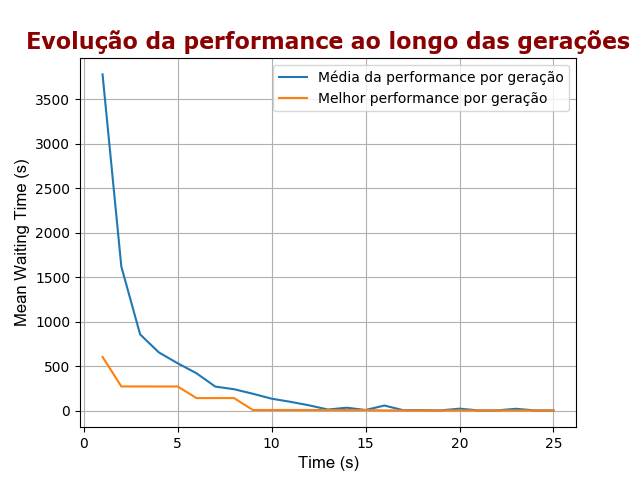 Evolução da performance ao longo das gerações
Média da performance por geração
Melhor performance por geração
Mean Waiting Time (s)
3500
3000
2500
2000
1500
1000
500
0
0 5 10 15 20 25
Time (s)